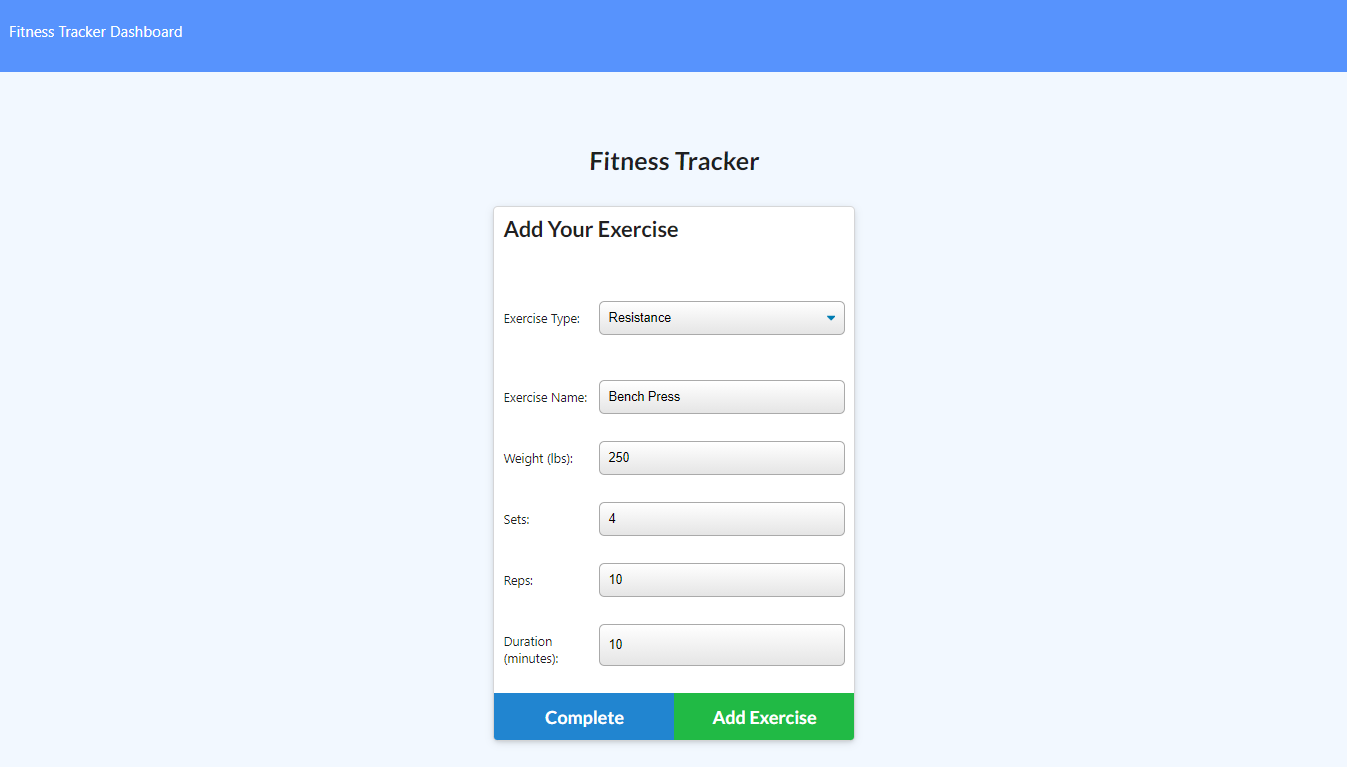 Fitness Tracker Dashboard
Fitness Tracker
Add Your Exercise
Exercise Type: Resistance
Exercise Name: Bench Press
Weight (lbs): 250
Sets: 4
Reps: 10
Duration
(minutes): 10
Complete Add Exercise